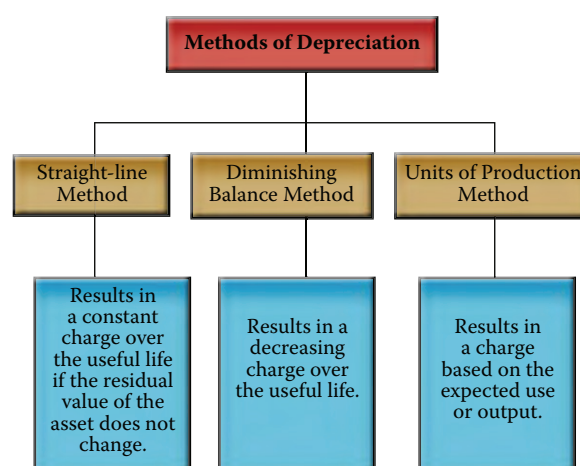 Methods of Depreciation
Straight-line
Method
Diminishing
Balance Method
Units of Production
Method
Results in
a constant
charge over
the useful life
if the residual
value of the
asset does not
change.
Results in a
decreasing
charge over
the useful life.
Results in
a charge
based on the
expected use
or output.